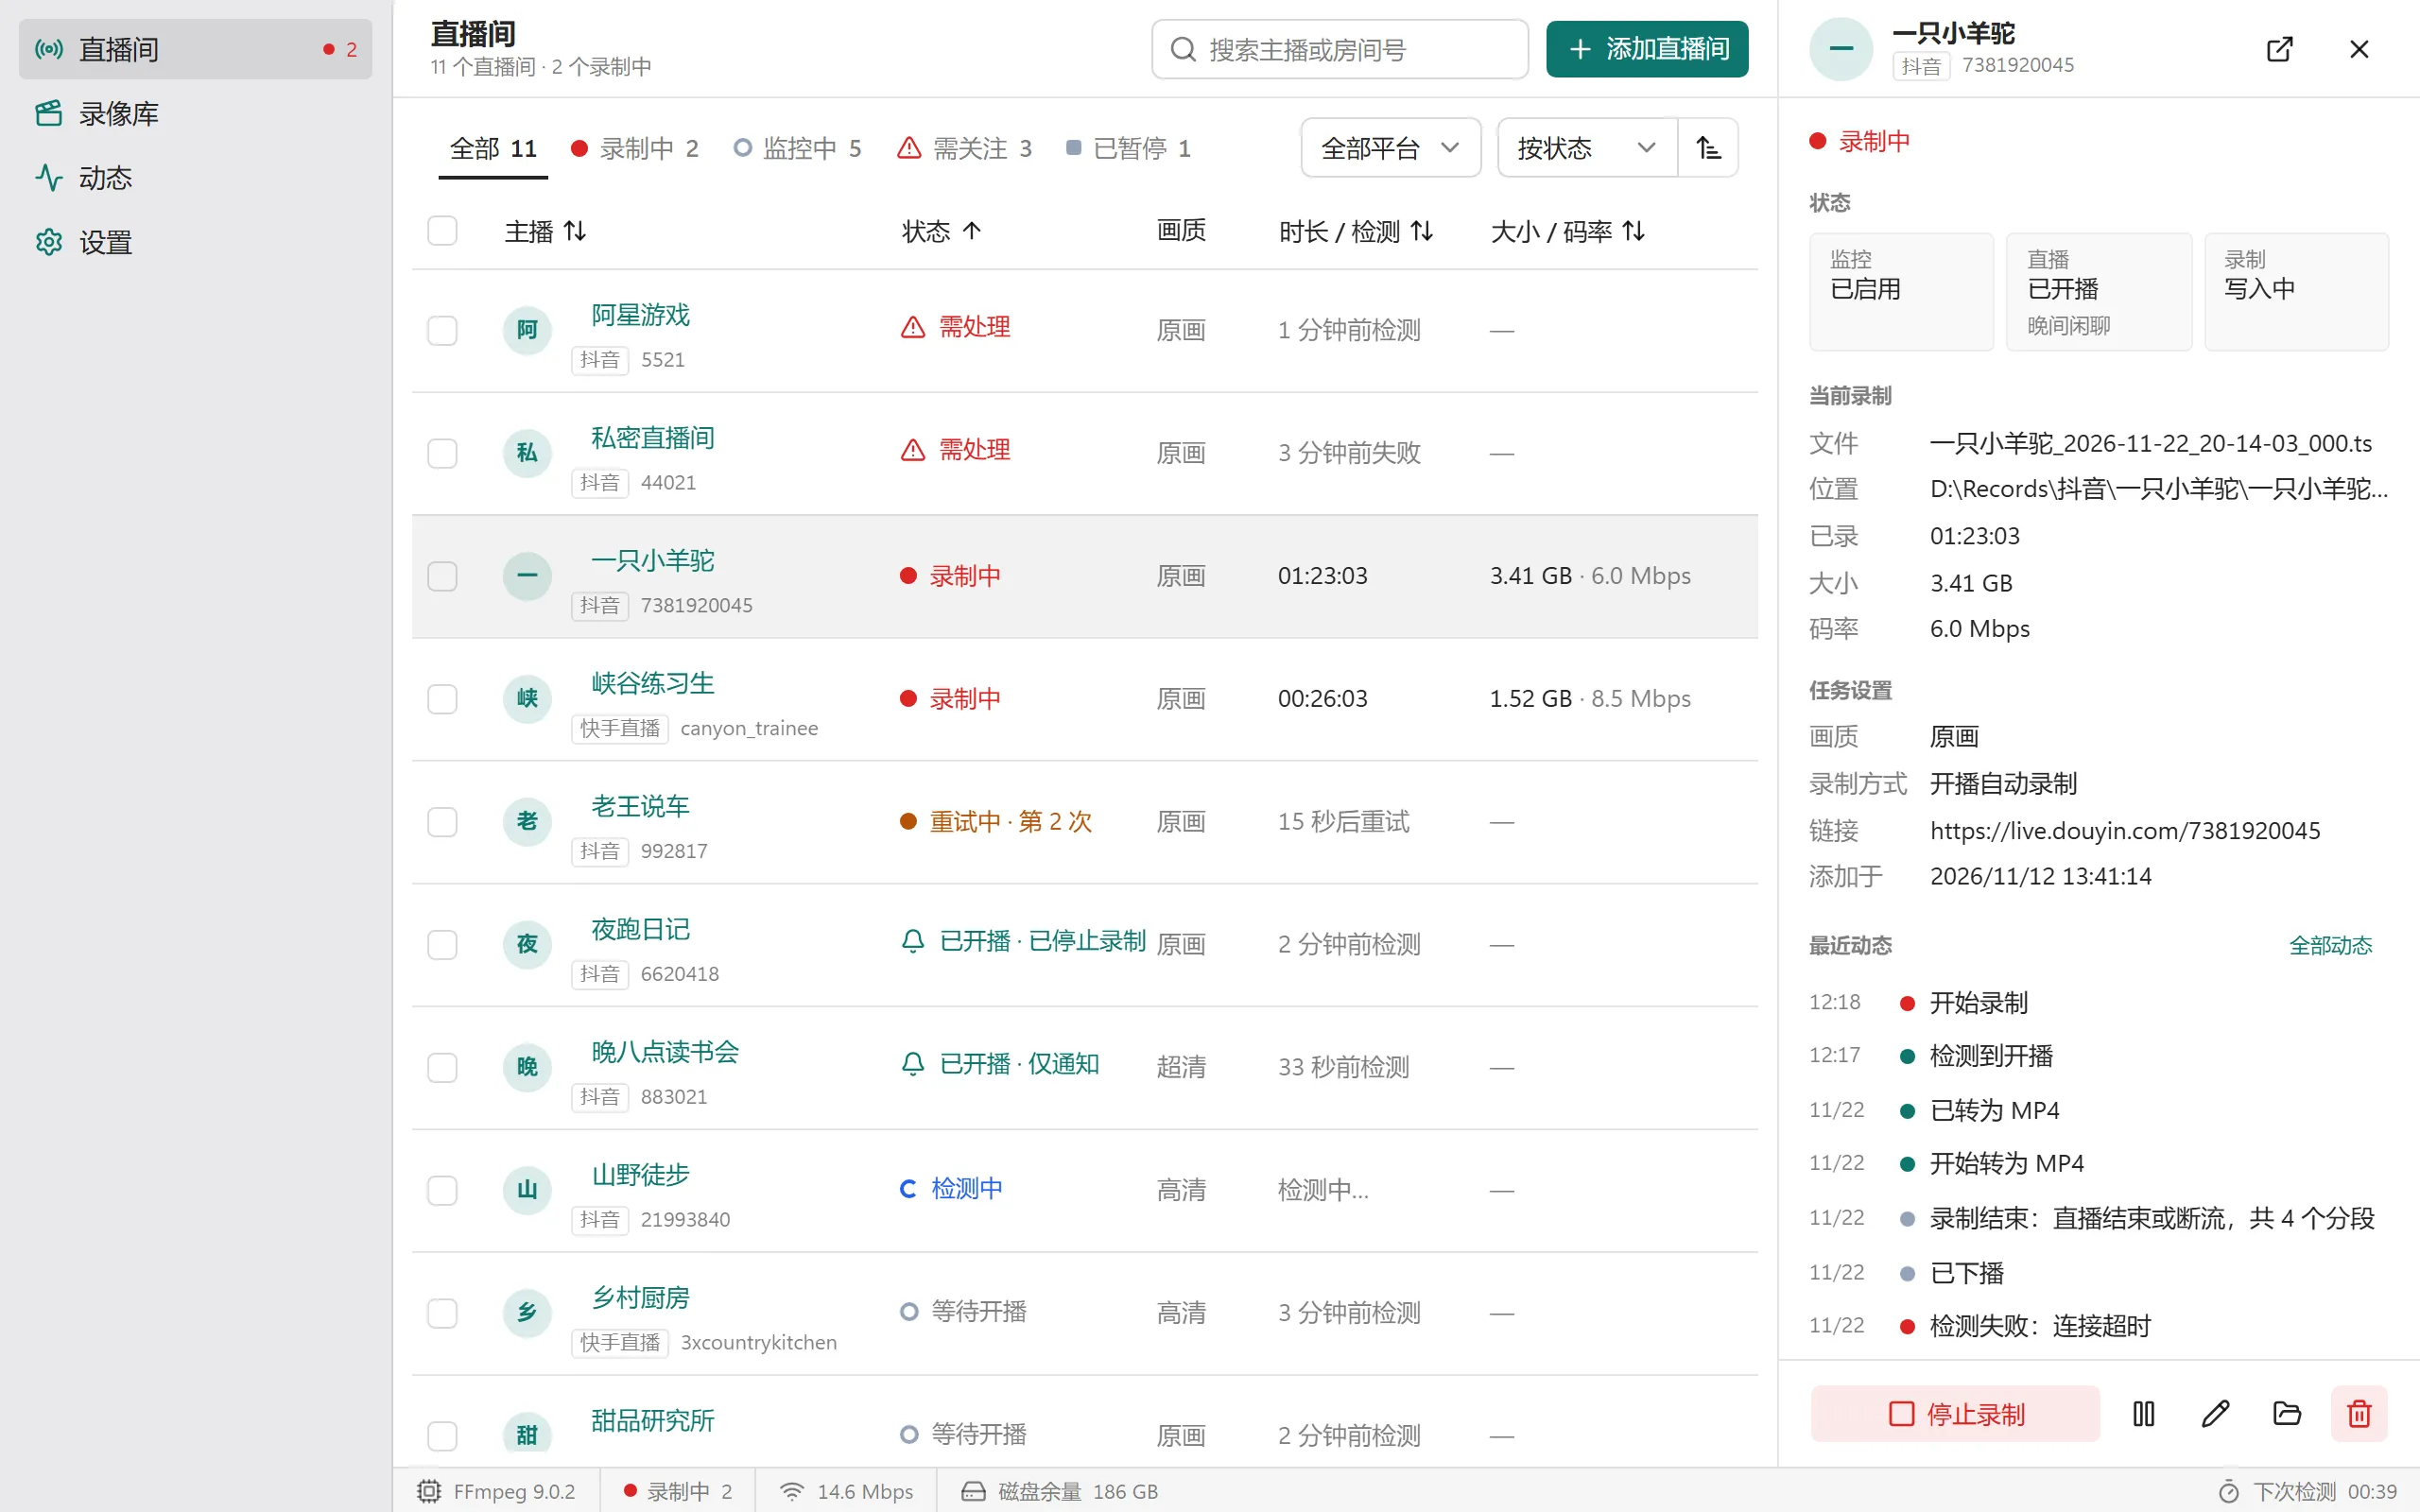 直播间 2
录像库
动态
设置
直播间
11 个直播间 · 2 个录制中
搜索主播或房间号
添加直播间
全部 11 录制中 2 监控中 5 需关注 3 已暂停 1
全部平台 按状态
主播 状态 画质 时长 / 检测 大小 / 码率
阿 阿星游戏 需处理 原画 1 分钟前检测 —
抖音 5521
私 私密直播间 需处理 原画 3 分钟前失败 —
抖音 44021
一 一只小羊驼 录制中 原画 01:23:03 3.41 GB · 6.0 Mbps
抖音 7381920045
峡 峡谷练习生 录制中 原画 00:26:03 1.52 GB · 8.5 Mbps
快手直播 canyon_trainee
老 老王说车 重试中 · 第 2 次 原画 15 秒后重试 —
抖音 992817
夜 夜跑日记 已开播 · 已停止录制 原画 2 分钟前检测 —
抖音 6620418
晚 晚八点读书会 已开播 · 仅通知 超清 33 秒前检测 —
抖音 883021
山 山野徒步 检测中 高清 检测中... —
抖音 21993840
乡 乡村厨房 等待开播 高清 3 分钟前检测 —
快手直播 3xcountrykitchen
甜 甜品研究所 等待开播 原画 2 分钟前检测 —
一 一只小羊驼
抖音 7381920045
录制中
状态
监控 直播 录制
已启用 已开播 写入中
晚间闲聊
当前录制
文件 一只小羊驼_2026-11-22_20-14-03_000.ts
位置 D:\Records\抖音\一只小羊驼\一只小羊驼...
已录 01:23:03
大小 3.41 GB
码率 6.0 Mbps
任务设置
画质 原画
录制方式 开播自动录制
链接 https://live.douyin.com/7381920045
添加于 2026/11/12 13:41:14
最近动态 全部动态
12:18 开始录制
12:17 检测到开播
11/22 已转为 MP4
11/22 开始转为 MP4
11/22 录制结束：直播结束或断流，共 4 个分段
11/22 已下播
11/22 检测失败：连接超时
停止录制
FFmpeg 9.0.2 录制中 2 14.6 Mbps 磁盘余量 186 GB 下次检测 00:39